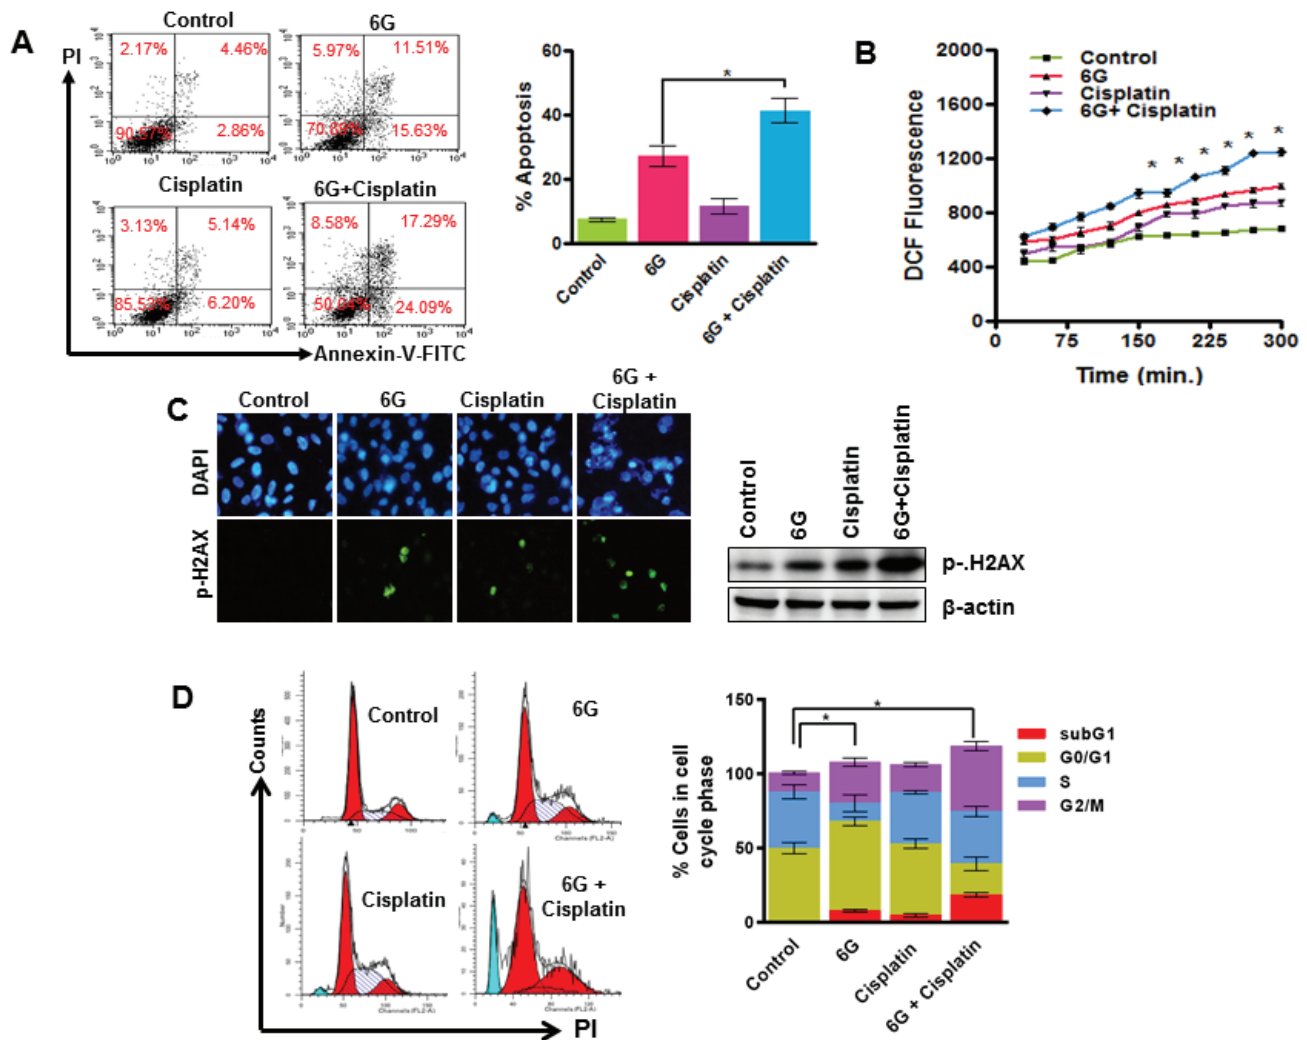 A
PI
Control
2.17%
4.46%
90.57%
2.86%
6G
5.97%
11.51%
15.63%
Cisplatin
3.13%
5.14%
85.53%
6.20%
6G+Cisplatin
8.58%
17.29%
50.04%
24.09%
Annexin-V-FITC
% Apoptosis
60
40
20
0
*
Control
6G
Cisplatin
6G + Cisplatin
B
DCF Fluorescence
2000
1600
1200
800
400
0
Control
6G
Cisplatin
6G+ Cisplatin
* * * * * *
75
150
225
300
Time (min.)
C
Control
6G
Cisplatin
6G +
Cisplatin
DAPI
p-H2AX
Control
6G
Cisplatin
6G+Cisplatin
p-.H2AX
β-actin
D
Counts
Control
6G
Cisplatin
6G +
Cisplatin
PI
% Cells in cell
cycle phase
150
100
50
0
*
*
Control
6G
Cisplatin
6G + Cisplatin
subG1
G0/G1
S
G2/M